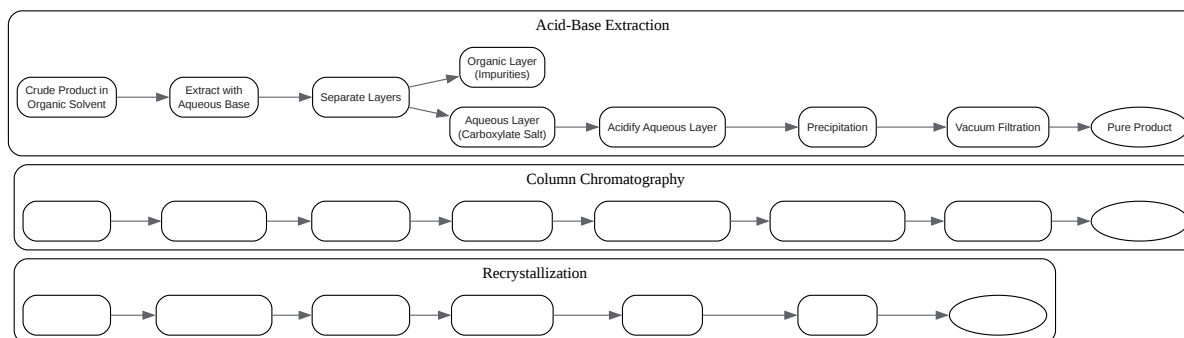 Acid-Base Extraction
Crude Product in
Organic Solvent
Extract with
Aqueous Base
Separate Layers
Organic Layer
(Impurities)
Aqueous Layer
(Carboxylate Salt)
Acidify Aqueous Layer
Precipitation
Vacuum Filtration
Pure Product
Column Chromatography
Recrystallization